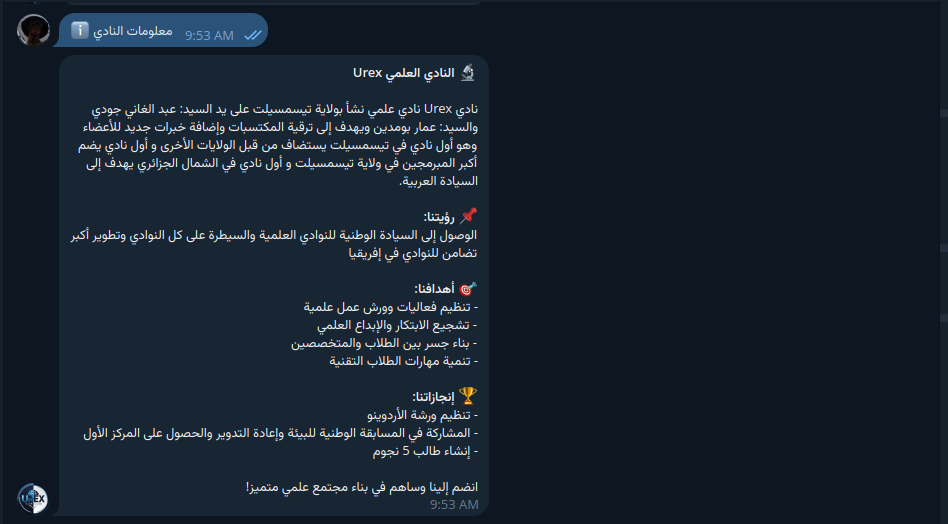 معلومات النادي ℹ️
9:53 AM
🔬 النادي العلمي Urex
نادي Urex نادي علمي نشأ بولاية تيسمسيلت على يد السيد: عبد الغاني جودي
والسيد: عمار بومدين ويهدف إلى ترقية المكتسبات وإضافة خبرات جديد للأعضاء
وهو أول نادي في تيسمسيلت يستضاف من قبل الولايات الأخرى و أول نادي يضم
أكبر المبرمجين في ولاية تيسمسيلت و أول نادي في الشمال الجزائري يهدف إلى
السيادة العربية.
📌 رؤيتنا:
الوصول إلى السيادة الوطنية للنوادي العلمية والسيطرة على كل النوادي وتطوير أكبر
تضامن للنوادي في إفريقيا
🎯 أهدافنا:
- تنظيم فعاليات وورش عمل علمية
- تشجيع الابتكار والإبداع العلمي
- بناء جسر بين الطلاب والمتخصصين
- تنمية مهارات الطلاب التقنية
🏆 إنجازاتنا:
- تنظيم ورشة الأردوينو
- المشاركة في المسابقة الوطنية للبيئة وإعادة التدوير والحصول على المركز الأول
- إنشاء طالب 5 نجوم
انضم إلينا وساهم في بناء مجتمع علمي متميز!
9:53 AM
UREX